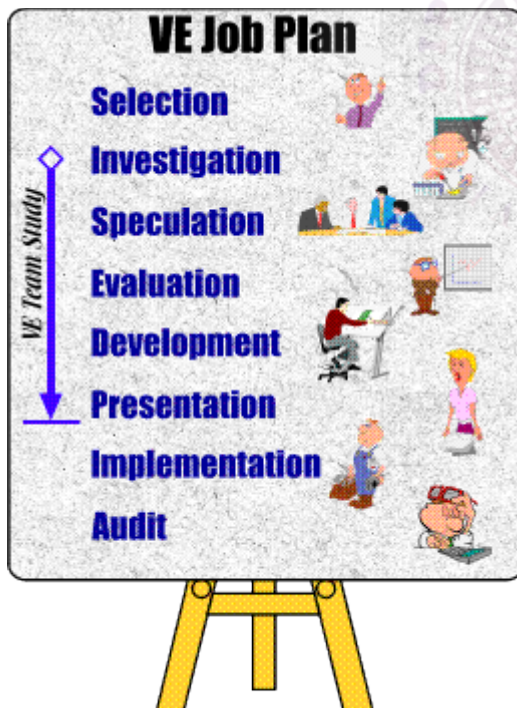 VE Job Plan
Selection
Investigation
Speculation
Evaluation
Development
Presentation
Implementation
Audit
VE Team Study